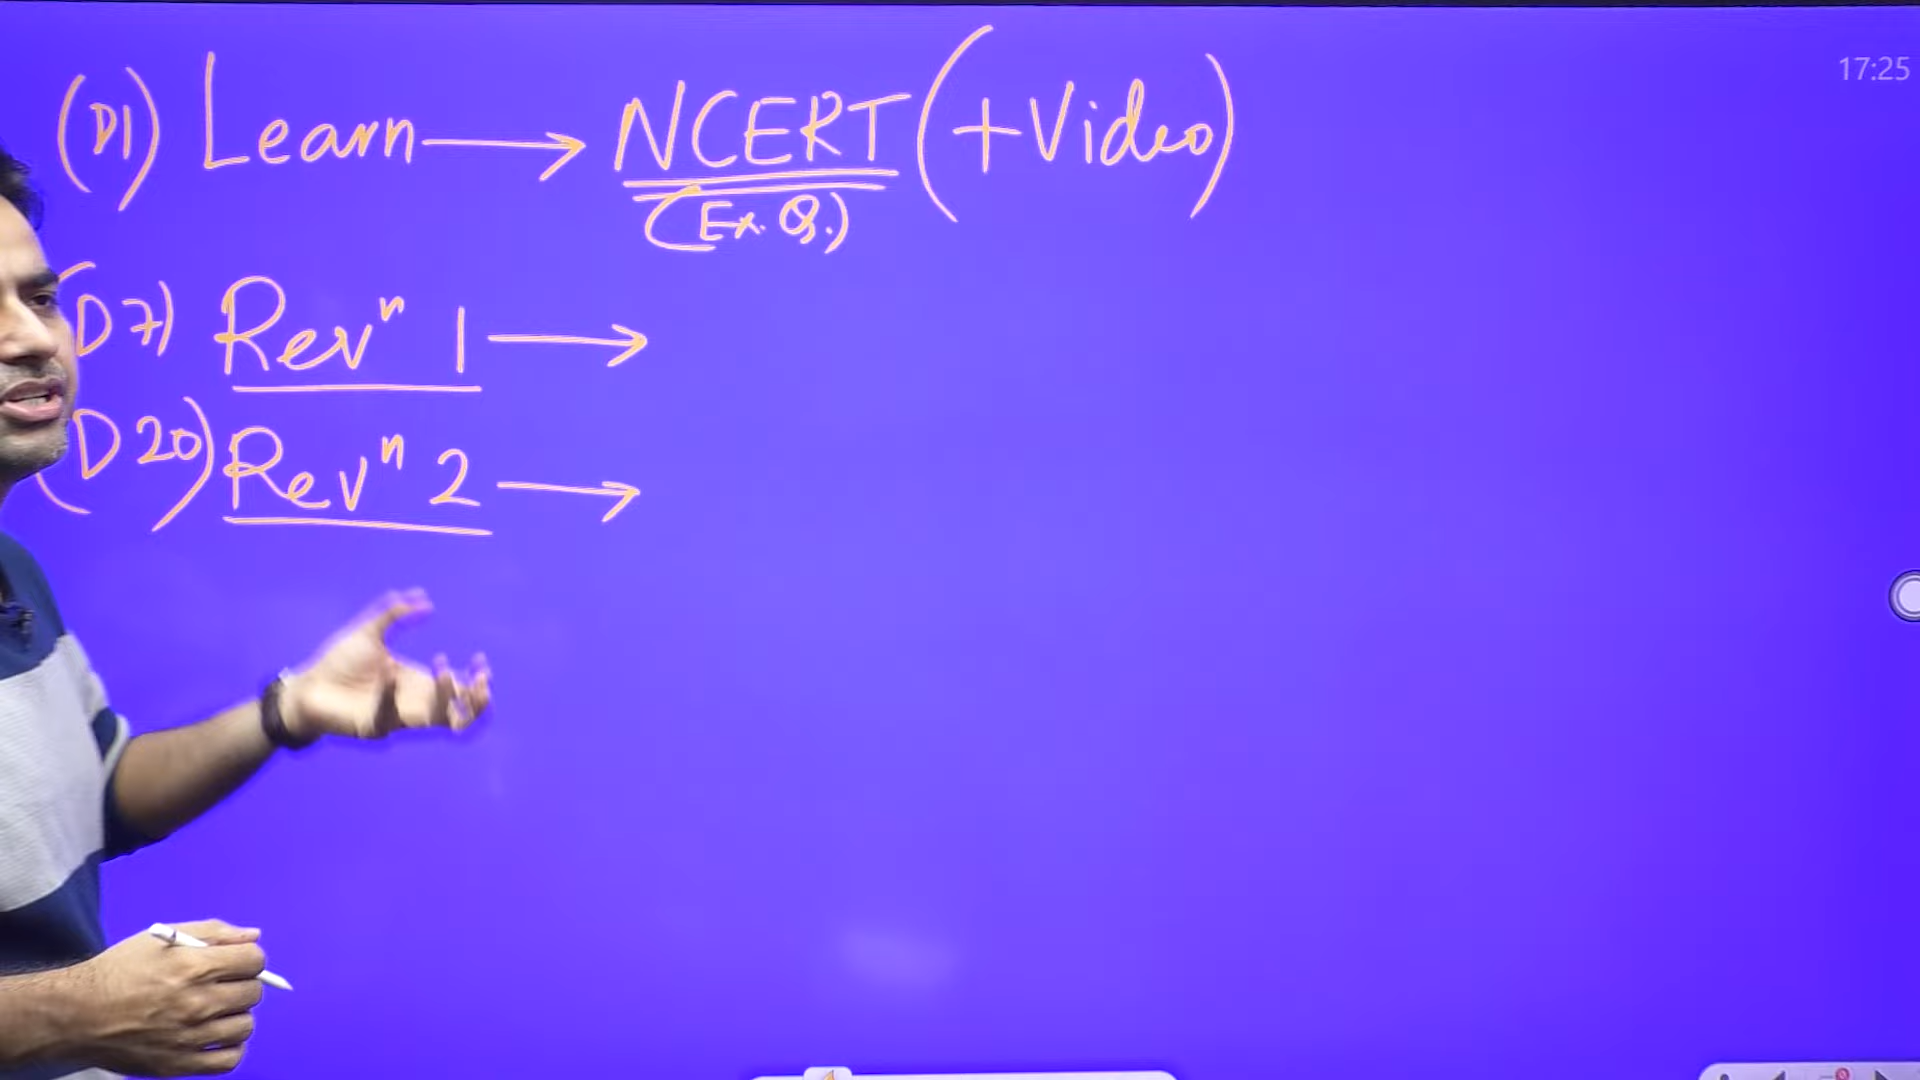 17:25
(D1) Learn → NCERT (+Video)
(Ex. Q.)
(D7) Revⁿ 1 →
(D20) Revⁿ 2 →